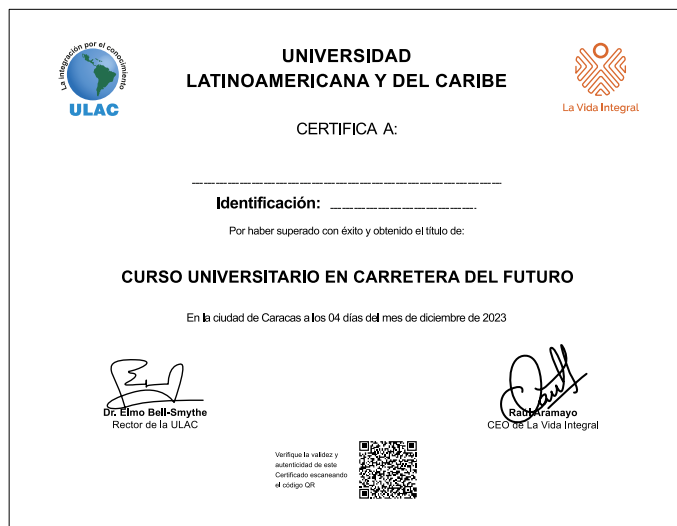 La integración por el conocimiento
ULAC
UNIVERSIDAD
LATINOAMERICANA Y DEL CARIBE
La Vida Integral
CERTIFICA A:
Identificación:
Por haber superado con éxito y obtenido el título de:
CURSO UNIVERSITARIO EN CARRETERA DEL FUTURO
En la ciudad de Caracas a los 04 días del mes de diciembre de 2023
Dr. Elmo Bell-Smythe
Rector de la ULAC
Raúl Aramayo
CEO de La Vida Integral
Verifique la validez y
autenticidad de este
Certificado escaneando
el código QR